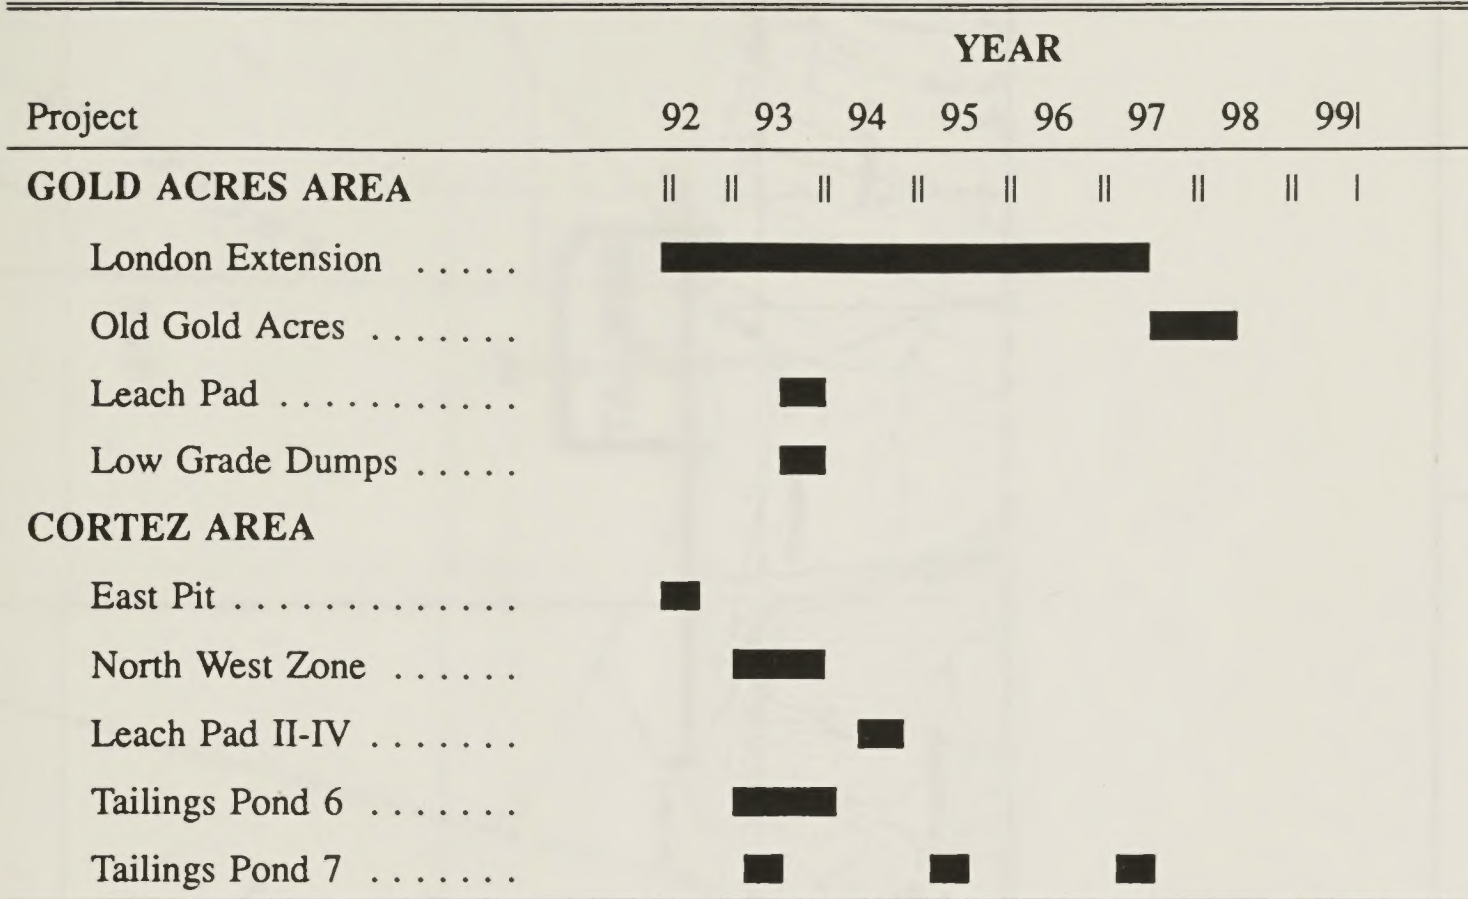 YEAR
Project 92 93 94 95 96 97 98 99|
GOLD ACRES AREA || || || || || || || || |
London Extension . . . . .
Old Gold Acres . . . . . . .
Leach Pad . . . . . . . . . . .
Low Grade Dumps . . . . .
CORTEZ AREA
East Pit . . . . . . . . . . . . .
North West Zone . . . . . .
Leach Pad II-IV . . . . . . .
Tailings Pond 6 . . . . . . .
Tailings Pond 7 . . . . . . .